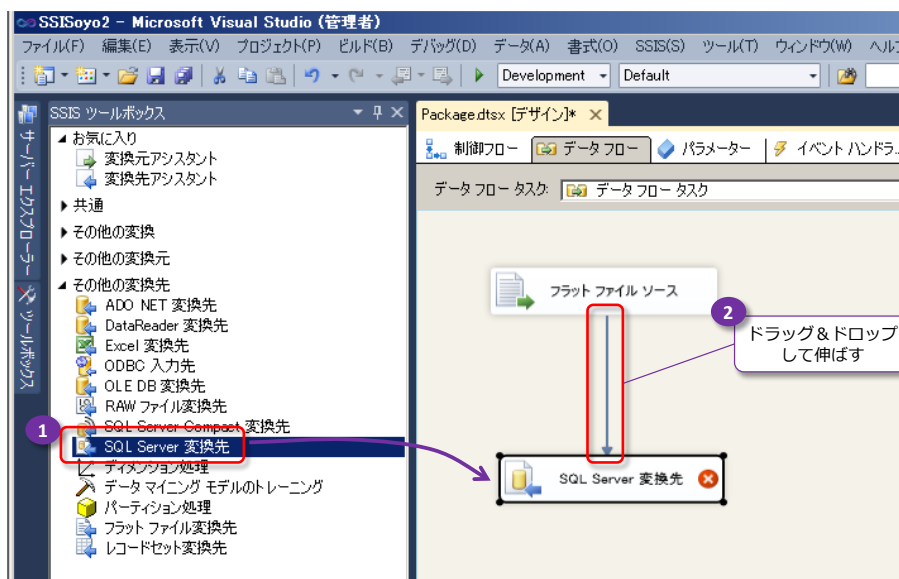 SSISoyo2 - Microsoft Visual Studio (管理者)
ファイル(F) 編集(E) 表示(V) プロジェクト(P) ビルド(B) デバッグ(D) データ(A) 書式(O) SSIS(S) ツール(T) ウィンドウ(W) ヘル
Development Default
サーバー エクスプローラー
ツールボックス
SSIS ツールボックス
お気に入り
変換元アシスタント
変換先アシスタント
共通
その他の変換
その他の変換元
その他の変換先
ADO NET 変換先
DataReader 変換先
Excel 変換先
ODBC 入力先
OLE DB 変換先
RAW ファイル変換先
SQL Server Compact 変換先
1
SQL Server 変換先
ディメンション処理
データ マイニング モデルのトレーニング
パーティション処理
フラット ファイル変換先
レコードセット変換先
Package.dtsx [デザイン]*
制御フロー データ フロー パラメーター イベント ハンドラ...
データ フロー タスク: データ フロー タスク
フラット ファイル ソース
2
ドラッグ＆ドロップ
して伸ばす
SQL Server 変換先